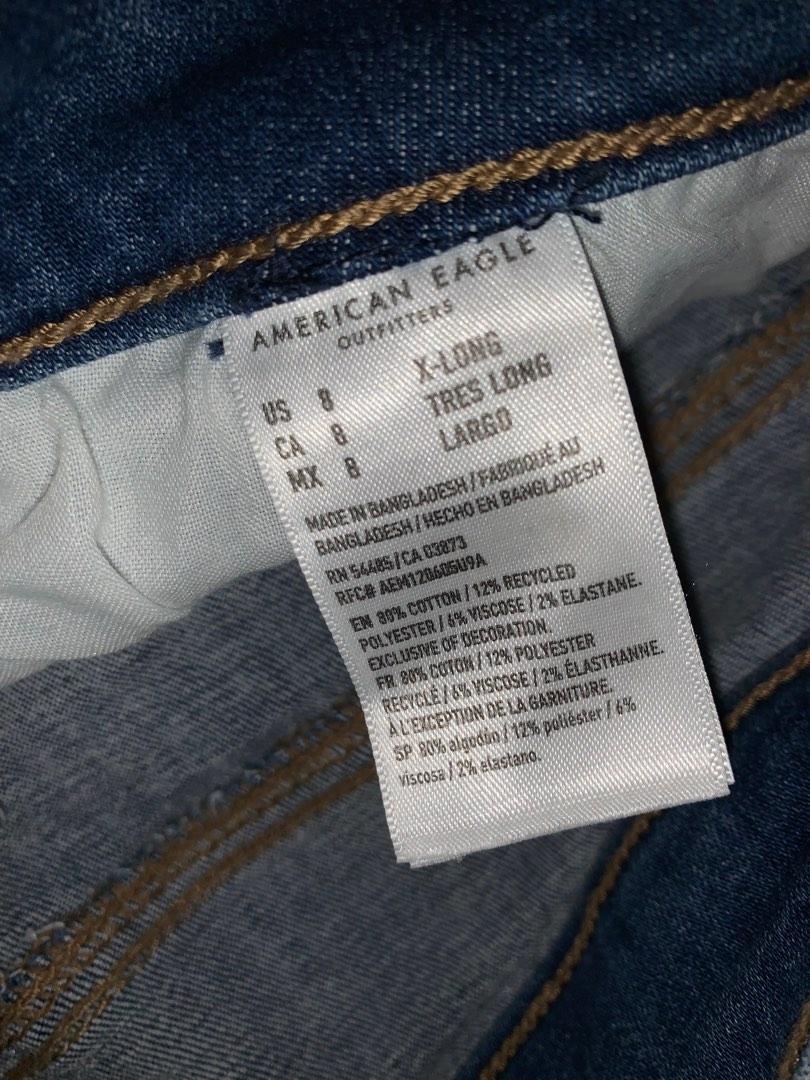 AMERICAN EAGLE
OUTFITTERS
US 8 X-LONG
CA 8 TRES LONG
MX 8 LARGO
MADE IN BANGLADESH / FABRIQUÉ AU
BANGLADESH / HECHO EN BANGLADESH
RN 54485 / CA 03873
RFC# AEM120605U9A
EN 80% COTTON / 12% RECYCLED
POLYESTER / 6% VISCOSE / 2% ELASTANE.
EXCLUSIVE OF DECORATION.
FR 80% COTON / 12% POLYESTER
RECYCLÉ / 6% VISCOSE / 2% ÉLASTHANNE.
À L'EXCEPTION DE LA GARNITURE.
SP 80% algodón / 12% poliéster / 6%
viscosa / 2% elastano.